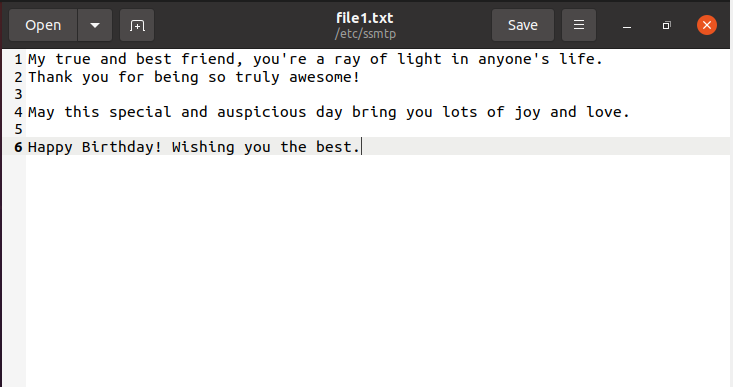 Open
file1.txt
/etc/ssmtp
Save
1 My true and best friend, you're a ray of light in anyone's life.
2 Thank you for being so truly awesome!
3
4 May this special and auspicious day bring you lots of joy and love.
5
6 Happy Birthday! Wishing you the best.